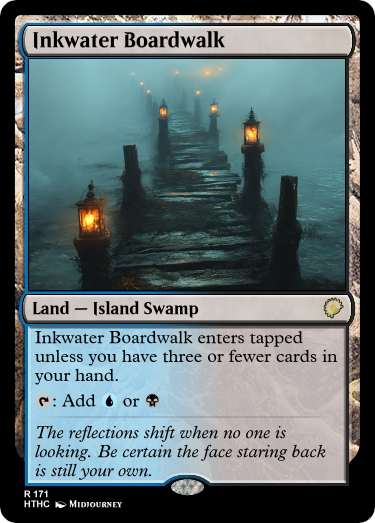 Inkwater Boardwalk
Land — Island Swamp
Inkwater Boardwalk enters tapped
unless you have three or fewer cards in
your hand.
: Add or
The reflections shift when no one is
looking. Be certain the face staring back
is still your own.
R 171
HTHC Midjourney